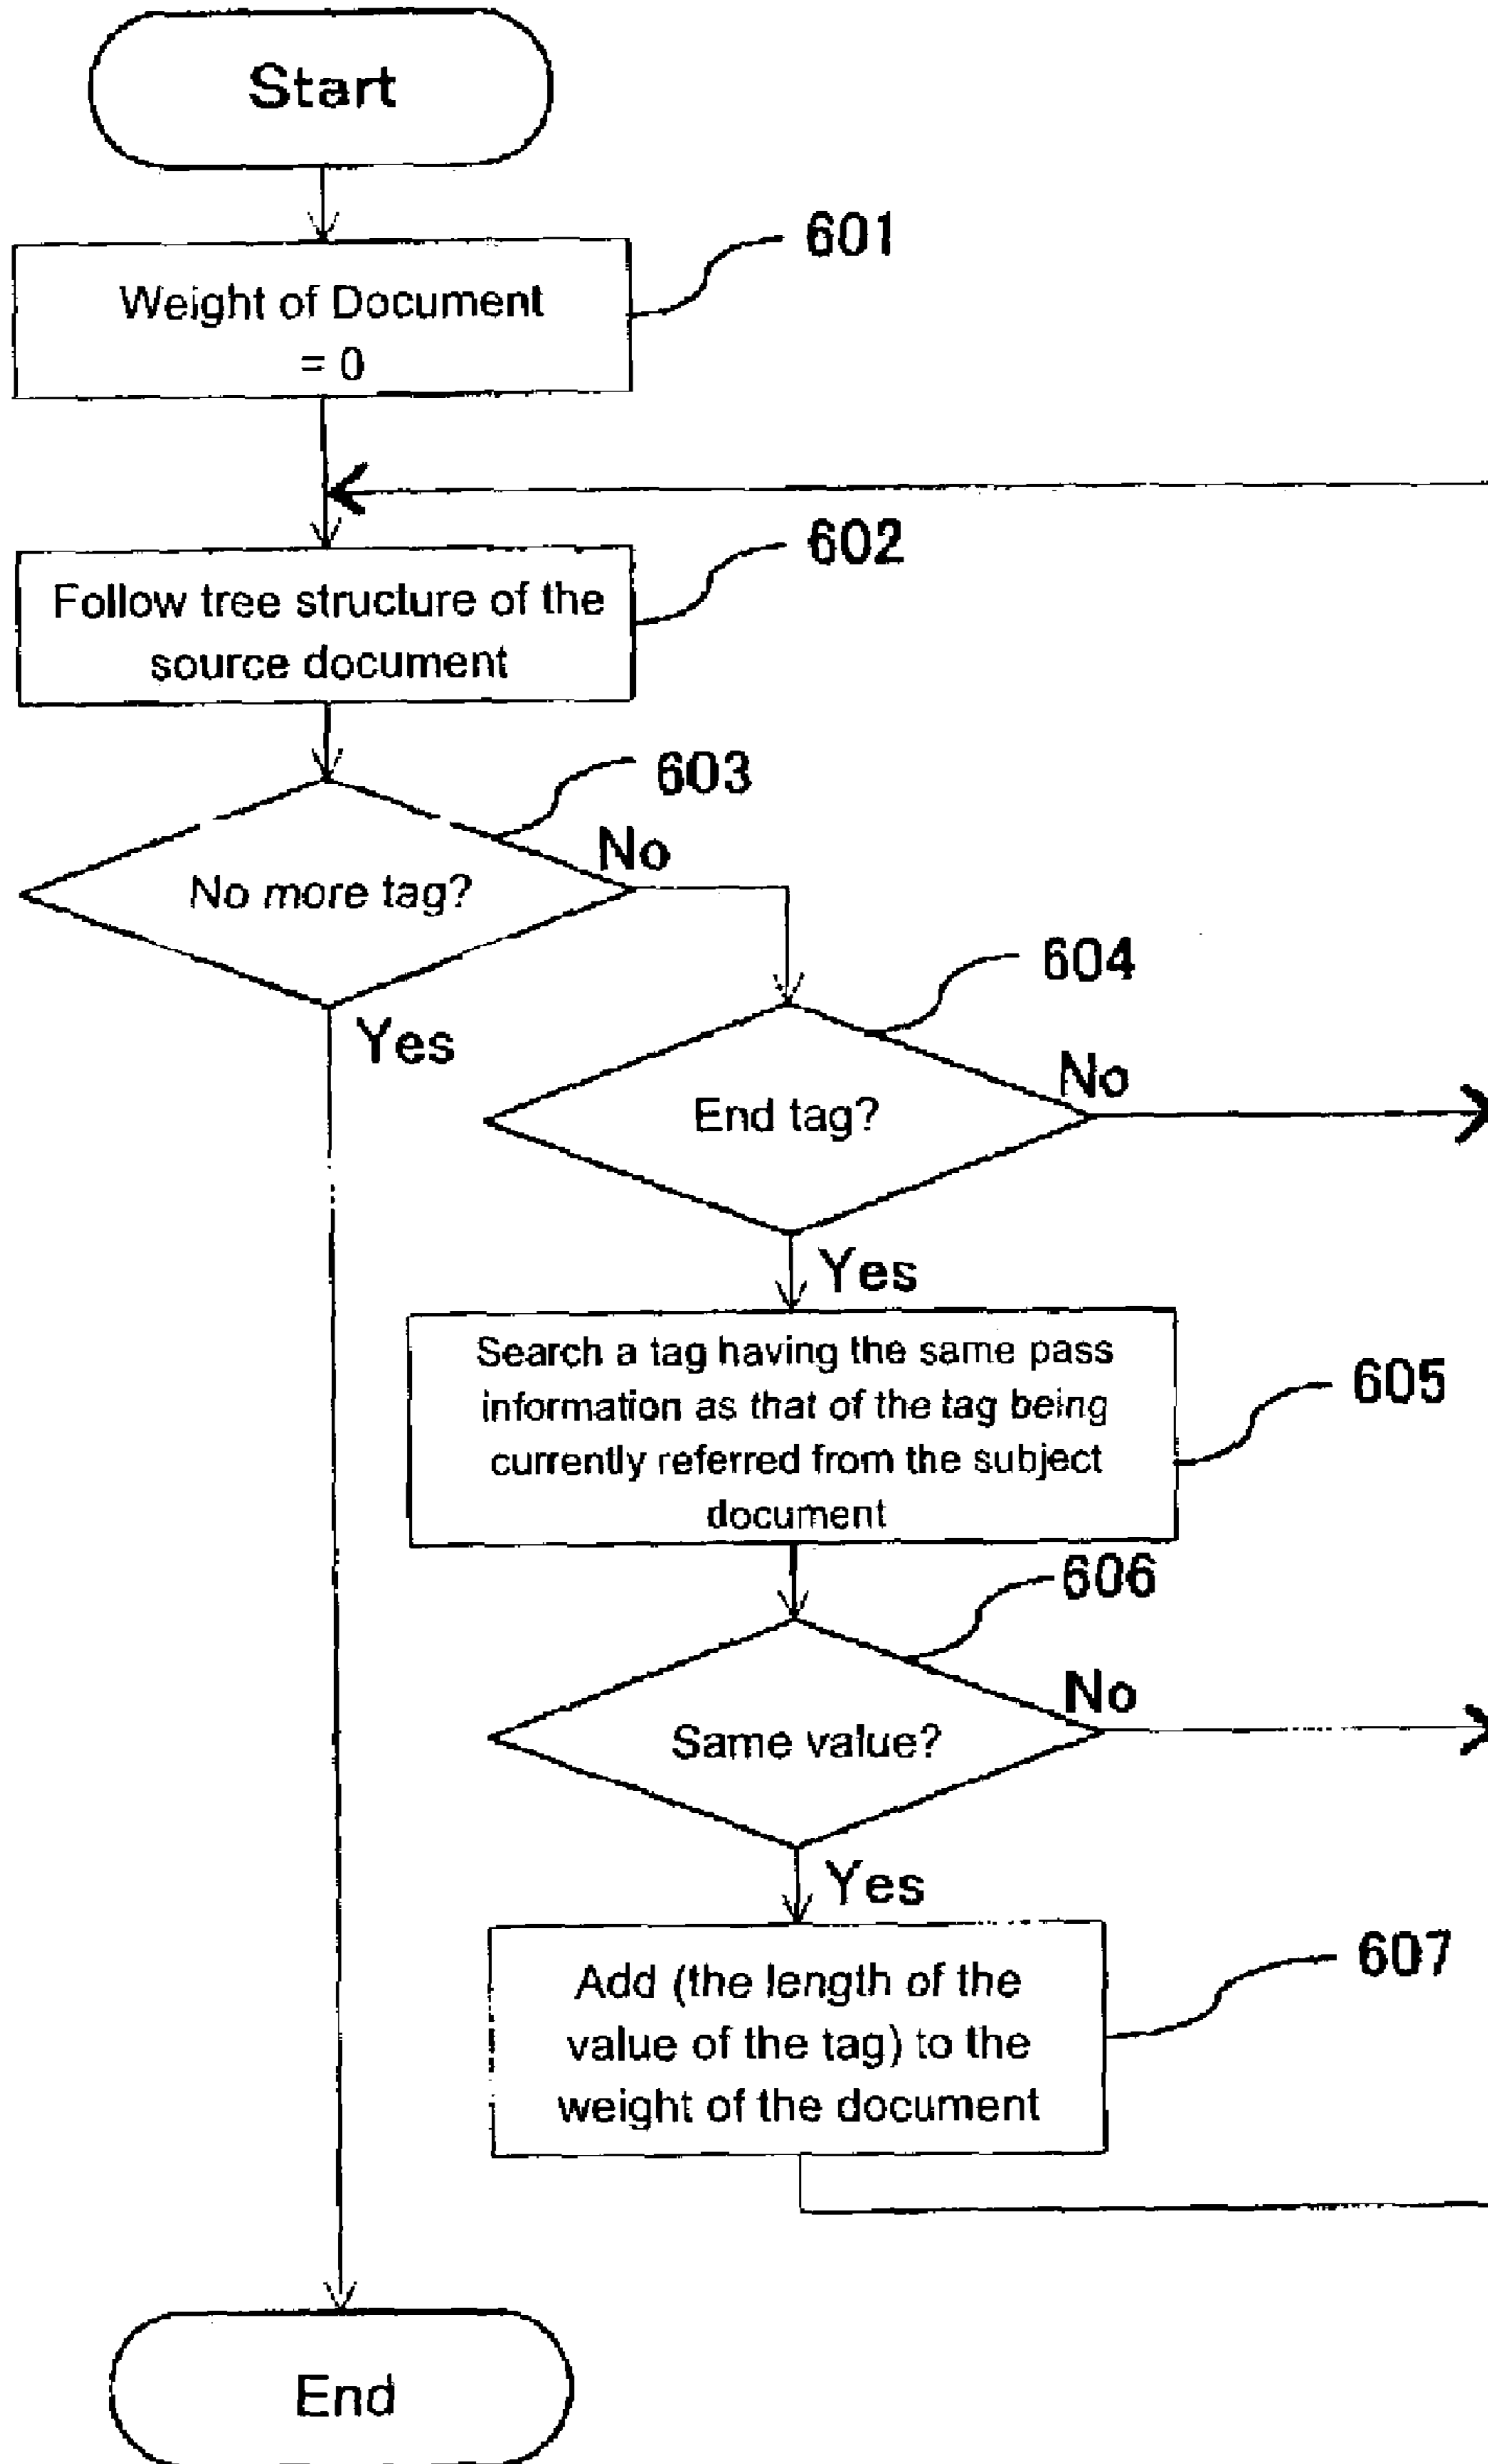 Start
601
Weight of Document
= 0
602
Follow tree structure of the
source document
603
No
No more tag?
Yes
604
No
End tag?
Yes
Search a tag having the same pass
information as that of the tag being
currently referred from the subject
document
605
606
No
Same value?
Yes
Add (the length of the
value of the tag) to the
weight of the document
607
End